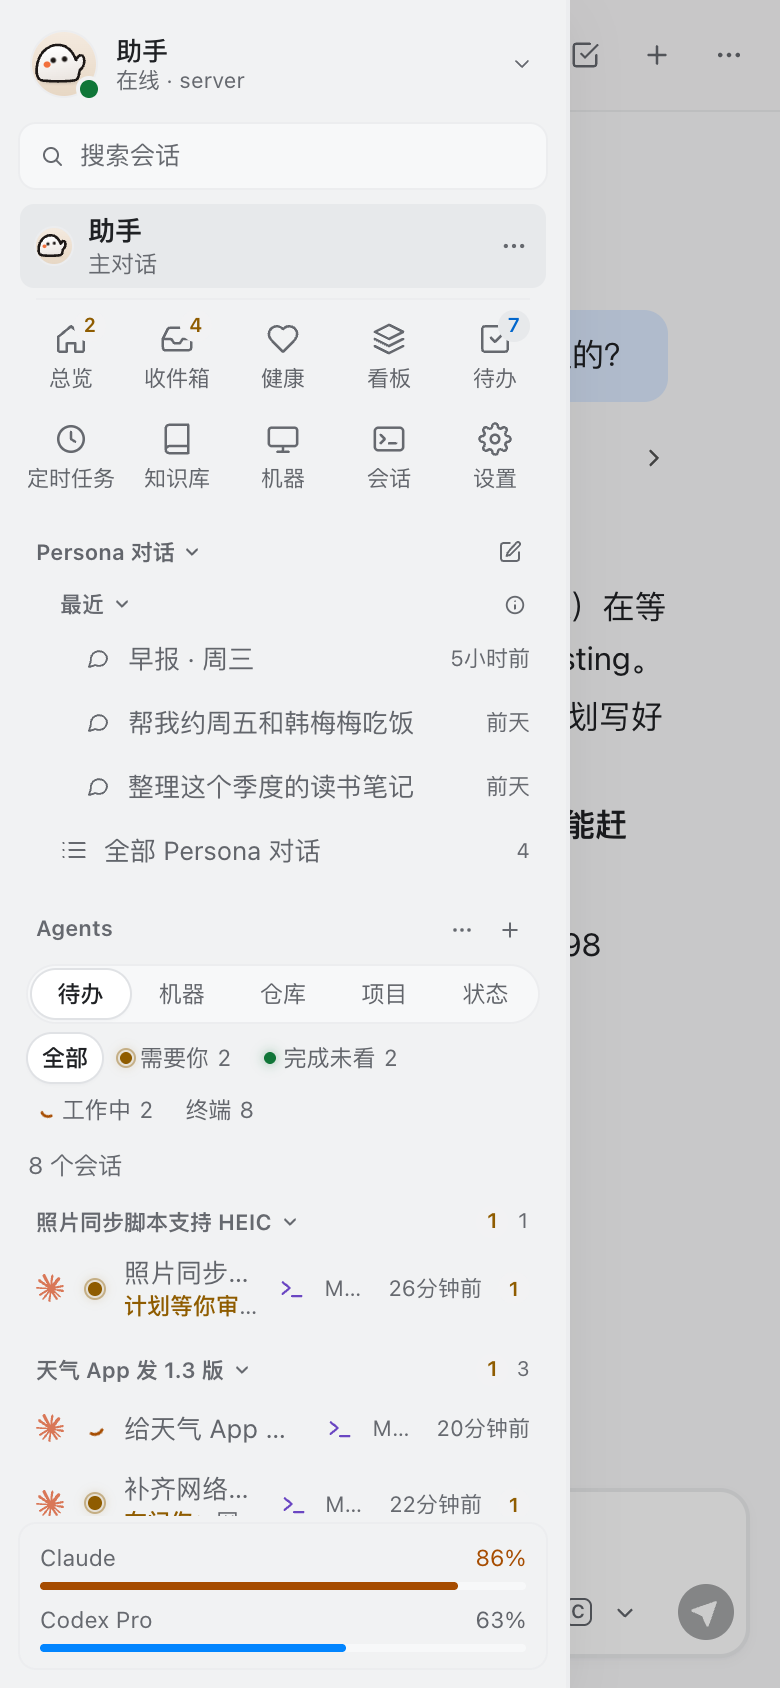 助手
在线 · server
搜索会话
助手
主对话
2
4
7
总览
收件箱
健康
看板
待办
定时任务
知识库
机器
会话
设置
Persona 对话
最近
早报 · 周三
5小时前
帮我约周五和韩梅梅吃饭
前天
整理这个季度的读书笔记
前天
全部 Persona 对话
4
Agents
待办
机器
仓库
项目
状态
全部
需要你 2
完成未看 2
工作中 2
终端 8
8 个会话
照片同步脚本支持 HEIC
1 1
照片同步...
M...
26分钟前
1
计划等你审...
天气 App 发 1.3 版
1 3
给天气 App ...
M...
20分钟前
补齐网络...
M...
22分钟前
1
Claude
86%
Codex Pro
63%
的?
）在等
sting。
划写好
能赶
98
C